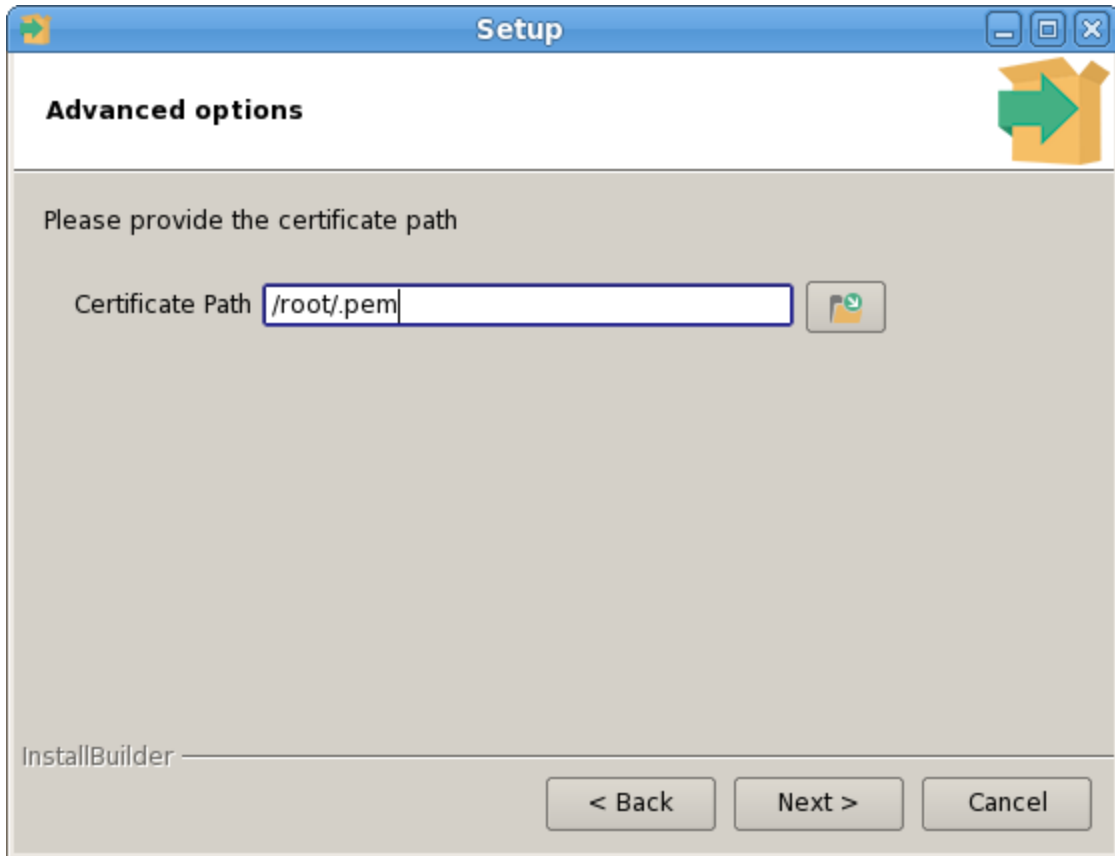 Setup
Advanced options
Please provide the certificate path
Certificate Path /root/.pem
InstallBuilder
< Back Next > Cancel